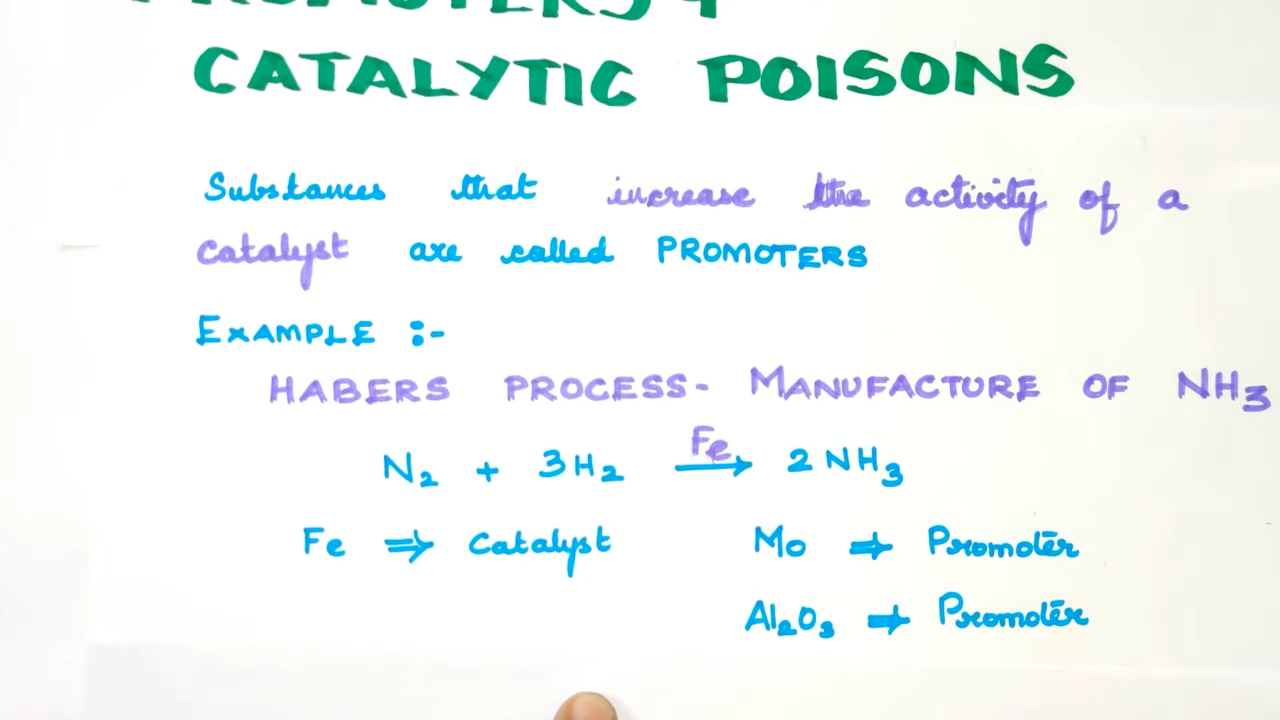 PROMOTERS &
CATALYTIC POISONS
Substances that increase the activity of a
catalyst are called PROMOTERS
EXAMPLE :-
HABERS PROCESS- MANUFACTURE OF NH₃
Fe
N₂ + 3H₂ → 2NH₃
Fe ⇒ Catalyst Mo ⇒ Promoter
Al₂O₃ ⇒ Promoter